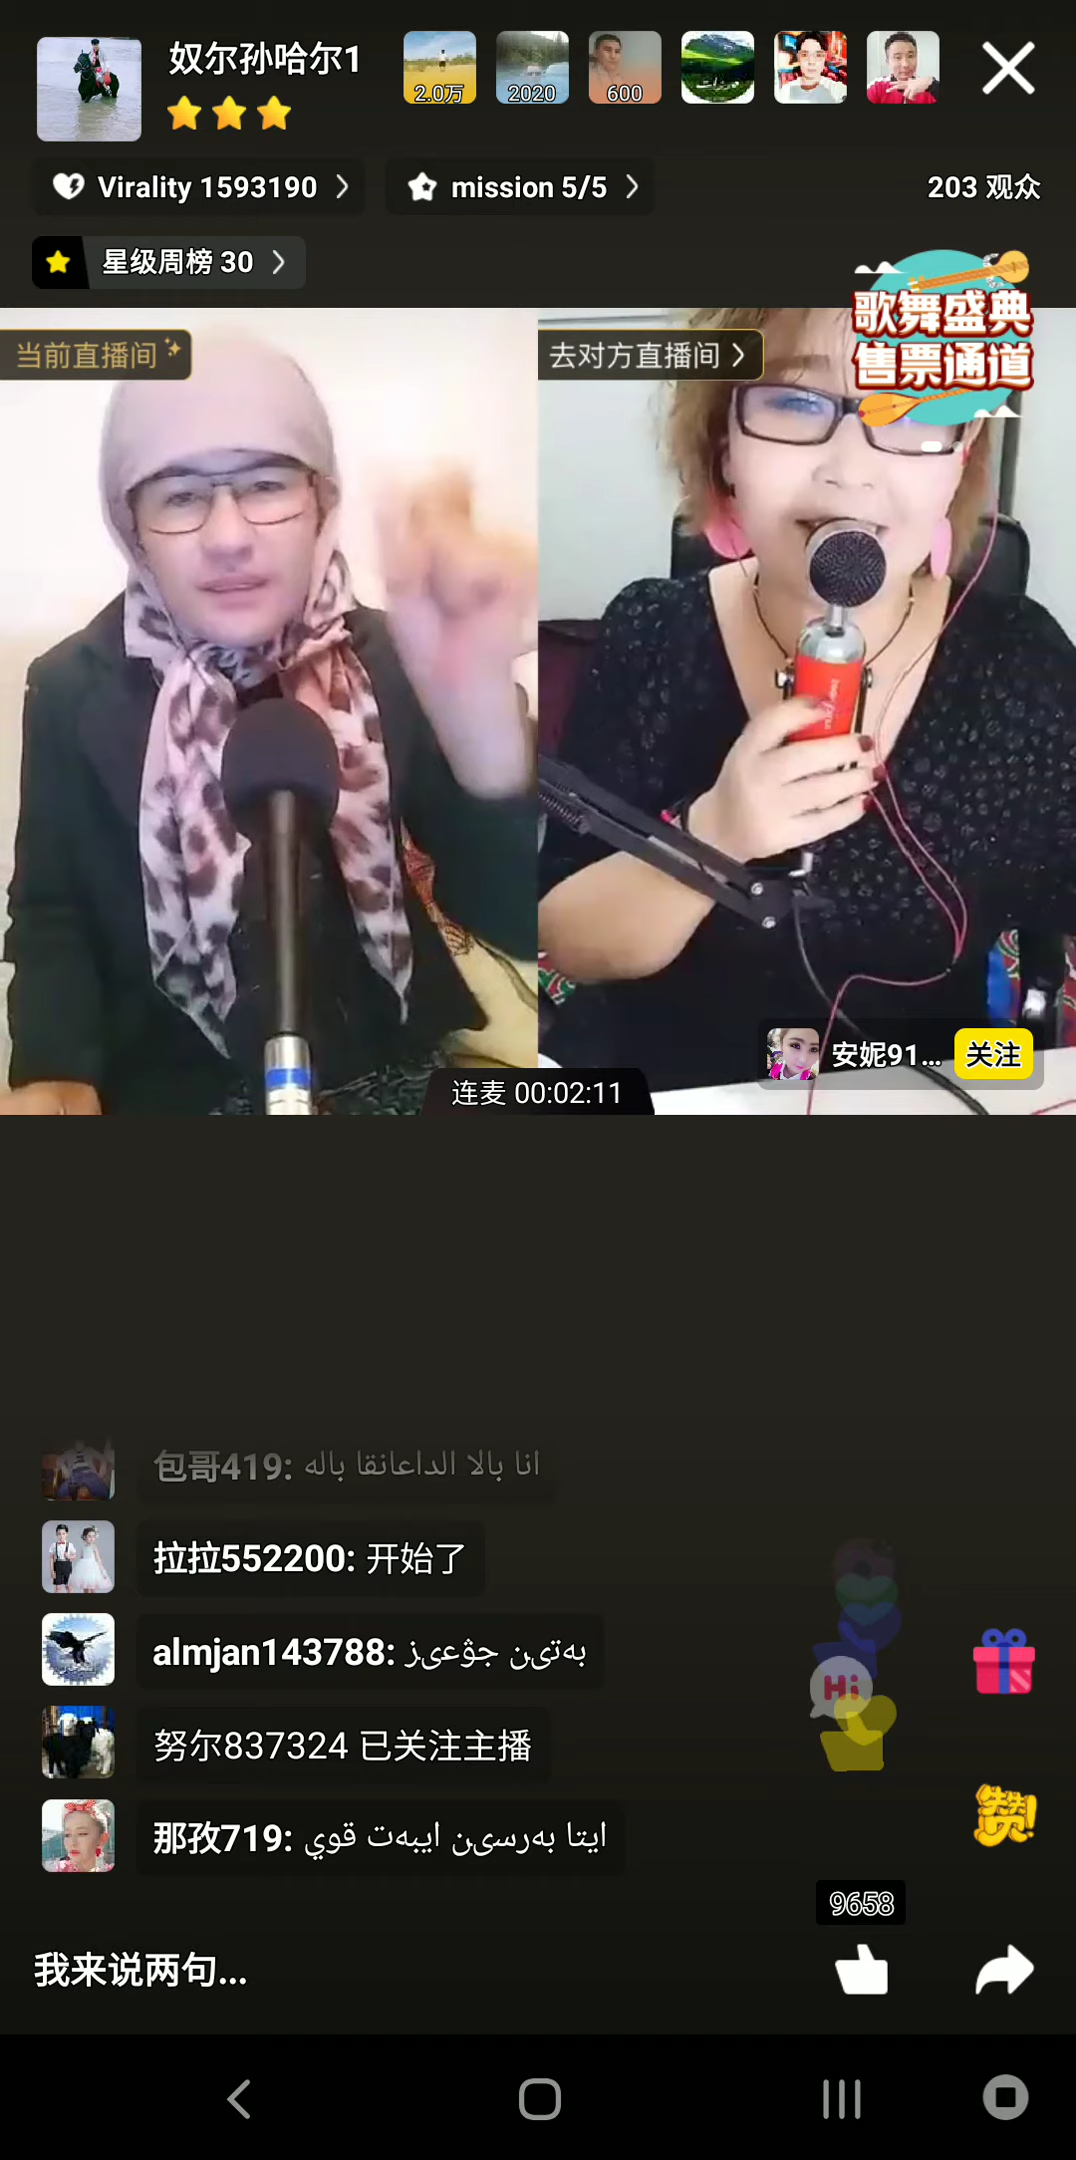 奴尔孙哈尔1
2.0万
2020
600
Virality 1593190
mission 5/5
203 观众
星级周榜 30
歌舞盛典
售票通道
当前直播间
去对方直播间
安妮91...
关注
连麦 00:02:11
包哥419: انا بالا الداعانقا باله
拉拉552200: 开始了
almjan143788: بەتىن جۋعىز
努尔837324 已关注主播
那孜719: ايتا بەرسىن ايبەت قوي
Hi
赞!
9658
我来说两句...